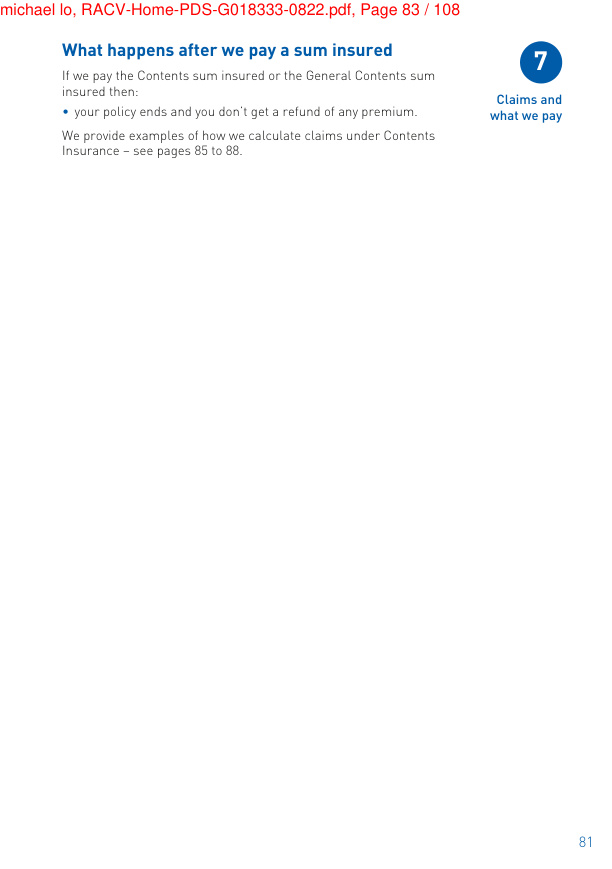 michael lo, RACV-Home-PDS-G018333-0822.pdf, Page 83 / 108
What happens after we pay a sum insured
If we pay the Contents sum insured or the General Contents sum
insured then:
• your policy ends and you don’t get a refund of any premium.
We provide examples of how we calculate claims under Contents
Insurance – see pages 85 to 88.
7
Claims and
what we pay
81